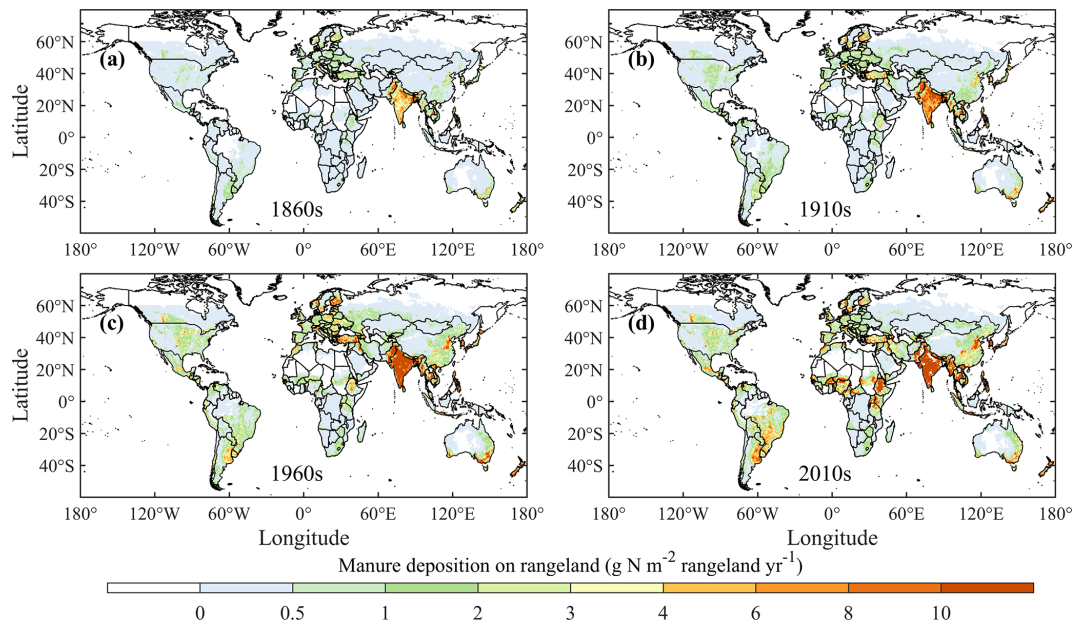 60°N
40°N
20°N
0°
20°S
40°S
Latitude
(a)
1860s
180°
120°W
60°W
0°
60°E
120°E
180°
60°N
40°N
20°N
0°
20°S
40°S
(b)
1910s
180°
120°W
60°W
0°
60°E
120°E
180°
60°N
40°N
20°N
0°
20°S
40°S
Latitude
(c)
1960s
180°
120°W
60°W
0°
60°E
120°E
180°
Longitude
60°N
40°N
20°N
0°
20°S
40°S
(d)
2010s
180°
120°W
60°W
0°
60°E
120°E
180°
Longitude
Manure deposition on rangeland (g N m⁻² rangeland yr⁻¹)
0 0.5 1 2 3 4 6 8 10